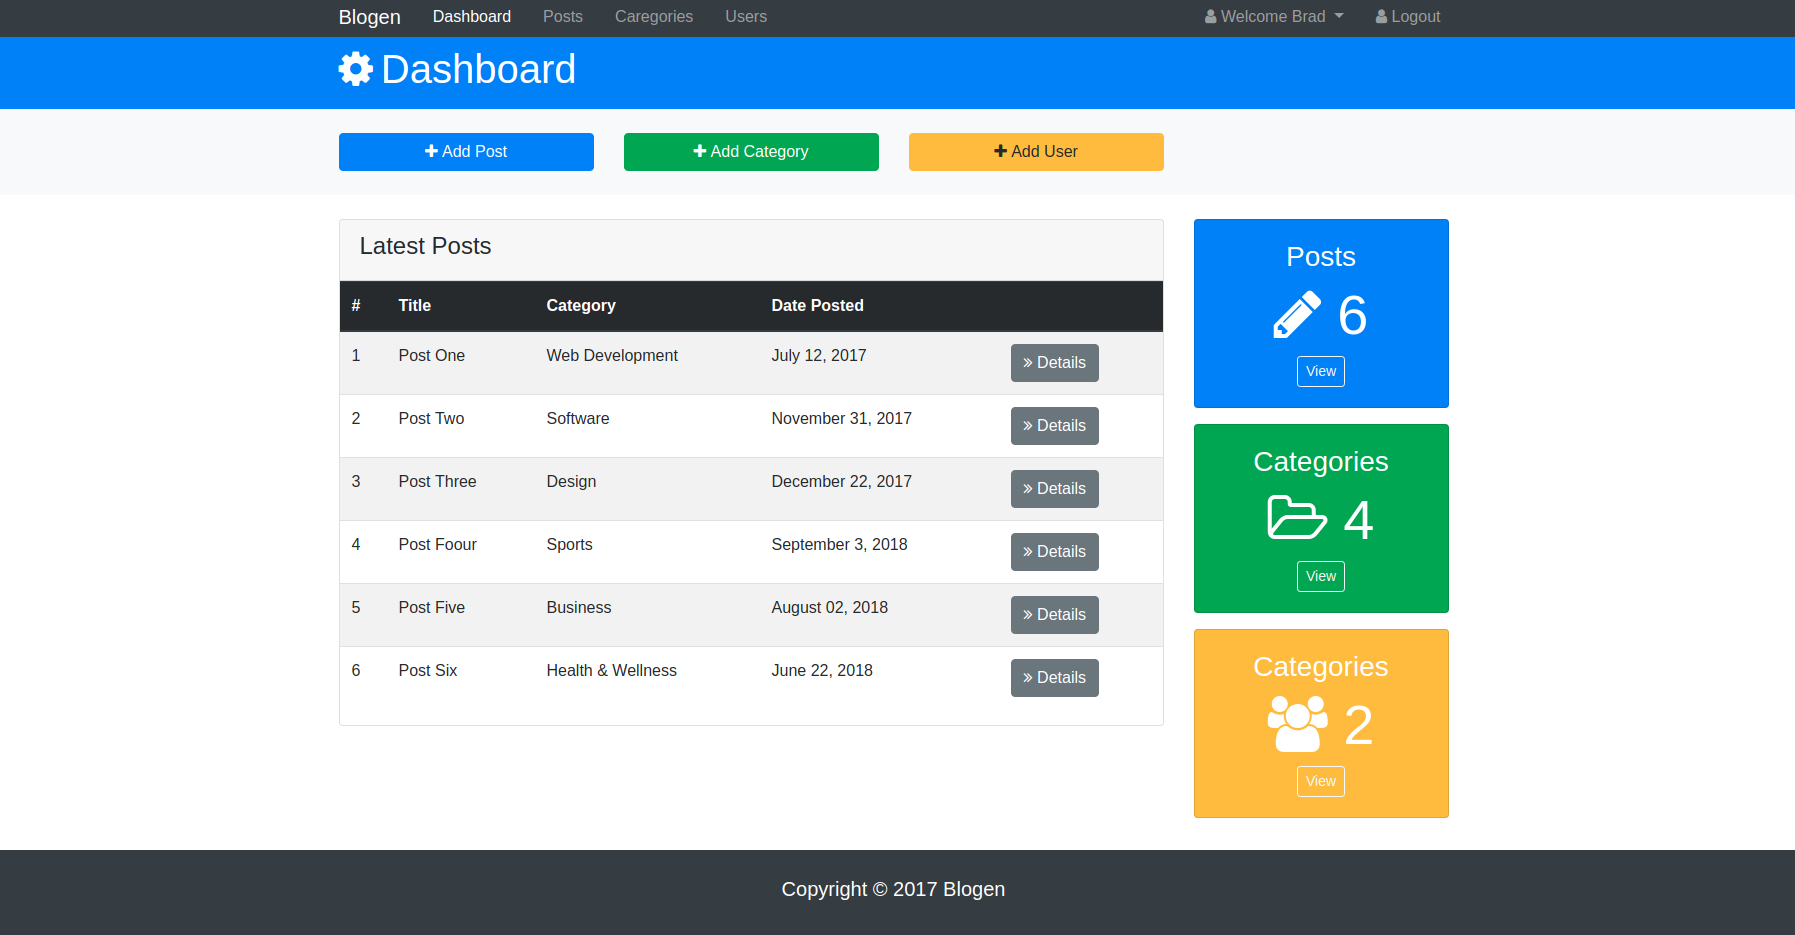 Blogen Dashboard Posts Caregories Users Welcome Brad Logout
Dashboard
Add Post Add Category Add User
Latest Posts
# Title Category Date Posted
1 Post One Web Development July 12, 2017 » Details
2 Post Two Software November 31, 2017 » Details
3 Post Three Design December 22, 2017 » Details
4 Post Foour Sports September 3, 2018 » Details
5 Post Five Business August 02, 2018 » Details
6 Post Six Health & Wellness June 22, 2018 » Details
Posts
6
View
Categories
4
View
Categories
2
View
Copyright © 2017 Blogen